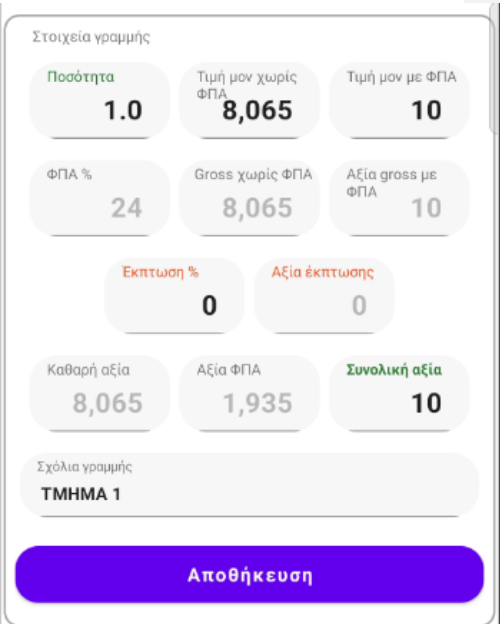 Στοιχεία γραμμής
Ποσότητα
1.0
Τιμή μον χωρίς
ΦΠΑ
8,065
Τιμή μον με ΦΠΑ
10
ΦΠΑ %
24
Gross χωρίς ΦΠΑ
8,065
Αξία gross με
ΦΠΑ
10
Έκπτωση %
0
Αξία έκπτωσης
0
Καθαρή αξία
8,065
Αξία ΦΠΑ
1,935
Συνολική αξία
10
Σχόλια γραμμής
ΤΜΗΜΑ 1
Αποθήκευση